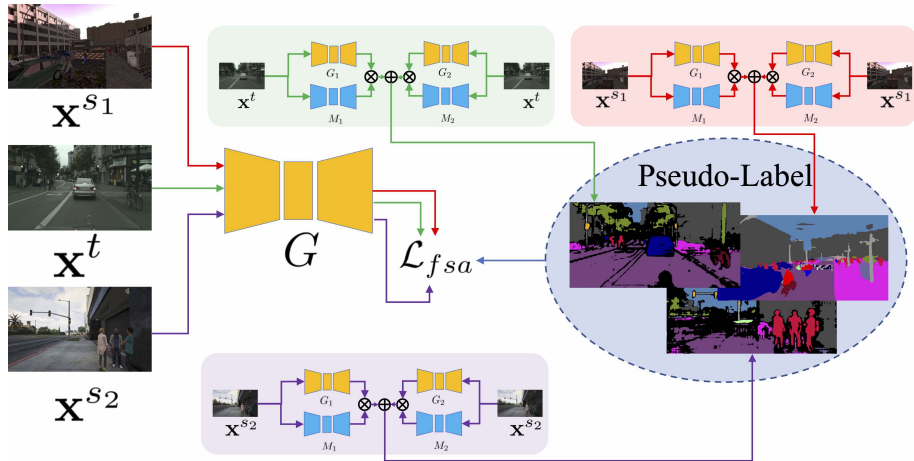 x^{s_1}
x^t
x^{s_2}
G
ℒ_{fsa}
x^t
G_1
M_1
G_2
M_2
x^t
x^{s_1}
G_1
M_1
G_2
M_2
x^{s_1}
Pseudo-Label
x^{s_2}
G_1
M_1
G_2
M_2
x^{s_2}